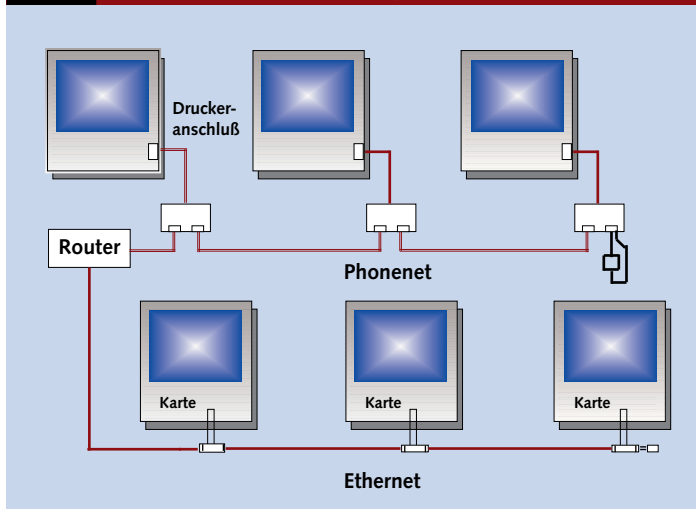 Drucker-
anschluß
Router
Phonenet
Karte
Karte
Karte
Ethernet